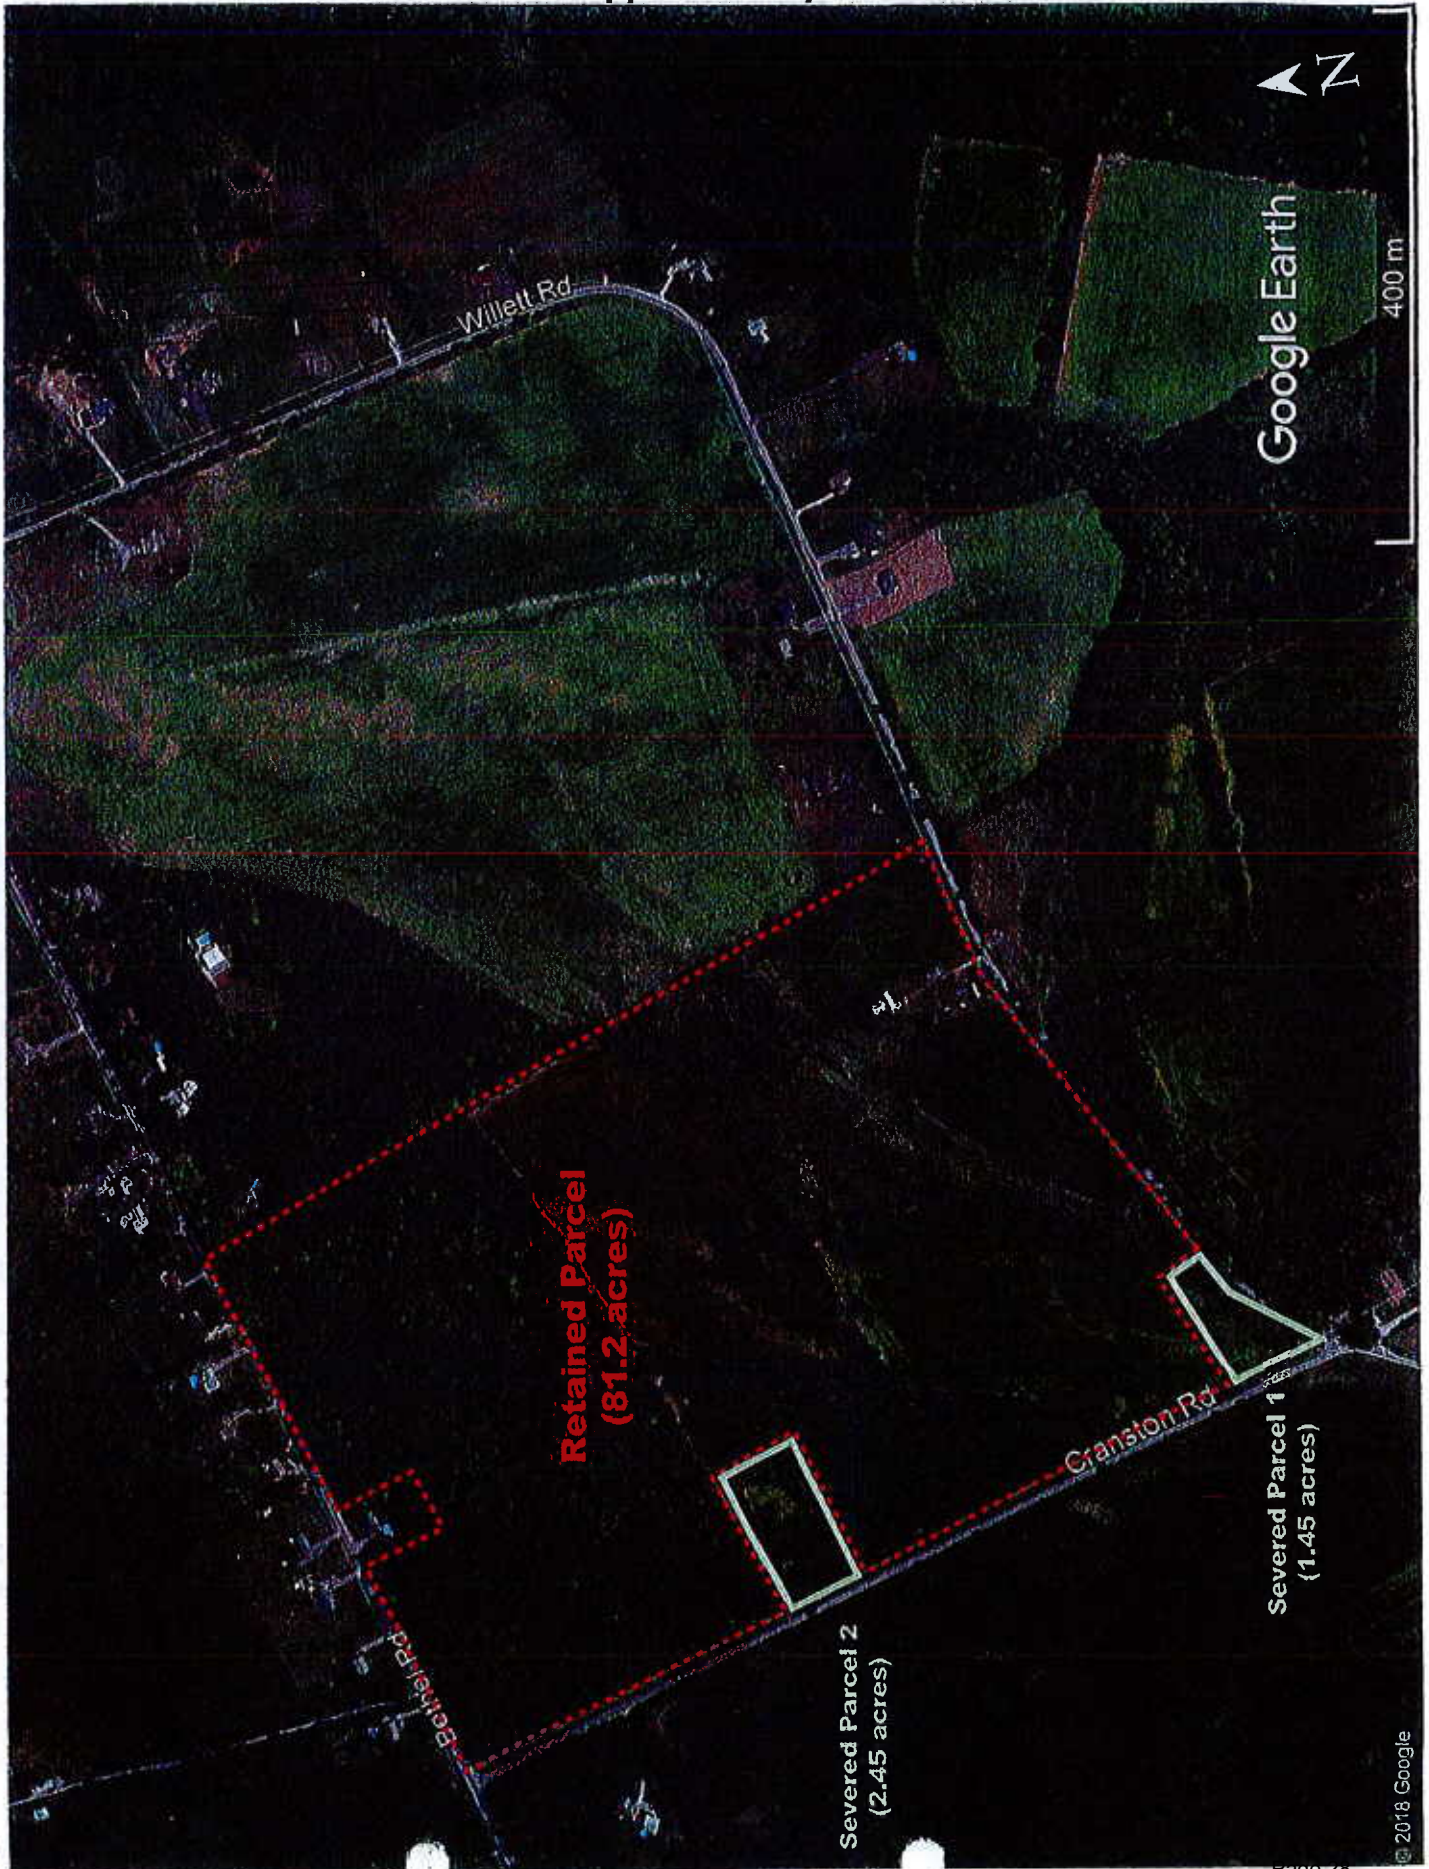 N
Willett Rd
Google Earth
400 m
Retained Parcel
(81.2 acres)
Bethel Rd
Cranston Rd
Severed Parcel 1
(1.45 acres)
Severed Parcel 2
(2.45 acres)
© 2018 Google